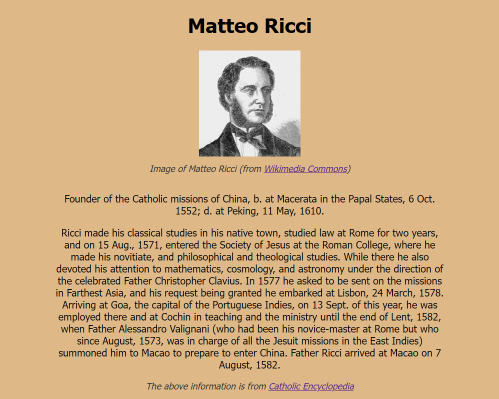 Matteo Ricci
Image of Matteo Ricci (from Wikimedia Commons)
Founder of the Catholic missions of China, b. at Macerata in the Papal States, 6 Oct.
1552; d. at Peking, 11 May, 1610.
Ricci made his classical studies in his native town, studied law at Rome for two years,
and on 15 Aug., 1571, entered the Society of Jesus at the Roman College, where he
made his novitiate, and philosophical and theological studies. While there he also
devoted his attention to mathematics, cosmology, and astronomy under the direction of
the celebrated Father Christopher Clavius. In 1577 he asked to be sent on the missions
in Farthest Asia, and his request being granted he embarked at Lisbon, 24 March, 1578.
Arriving at Goa, the capital of the Portuguese Indies, on 13 Sept. of this year, he was
employed there and at Cochin in teaching and the ministry until the end of Lent, 1582,
when Father Alessandro Valignani (who had been his novice-master at Rome but who
since August, 1573, was in charge of all the Jesuit missions in the East Indies)
summoned him to Macao to prepare to enter China. Father Ricci arrived at Macao on 7
August, 1582.
The above information is from Catholic Encyclopedia